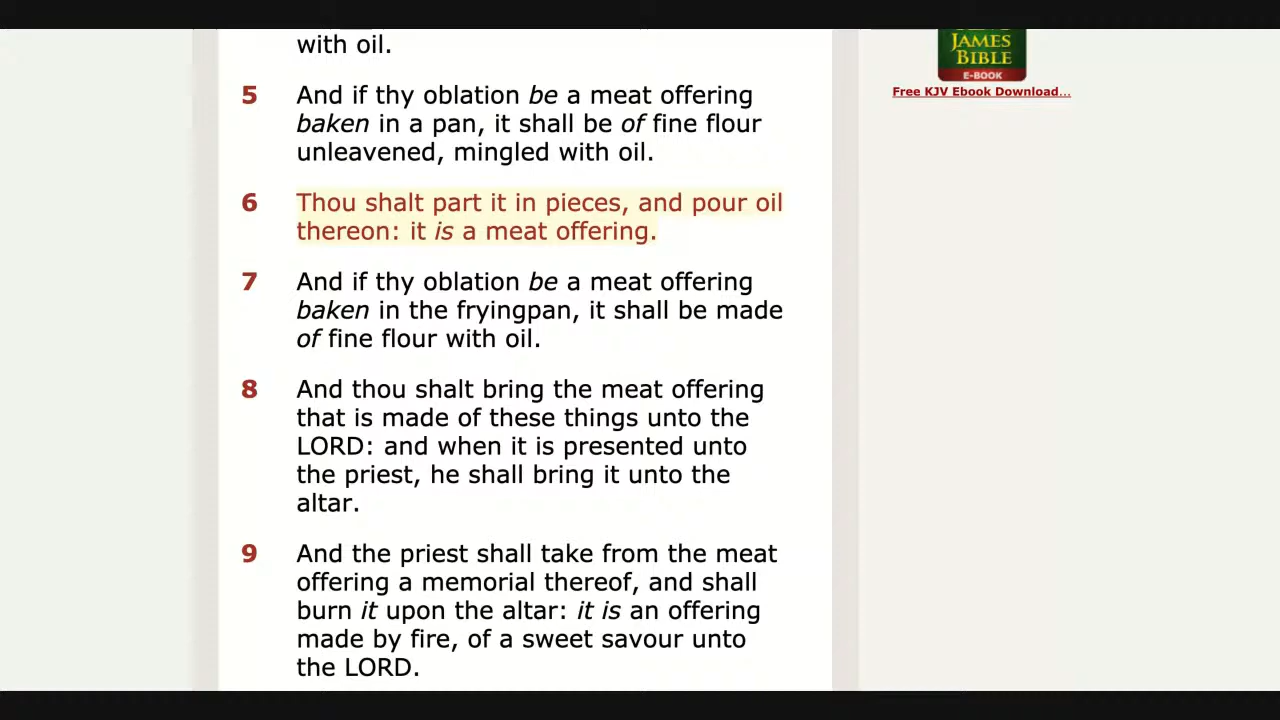 with oil.
5 And if thy oblation be a meat offering
baken in a pan, it shall be of fine flour
unleavened, mingled with oil.
6 Thou shalt part it in pieces, and pour oil
thereon: it is a meat offering.
7 And if thy oblation be a meat offering
baken in the fryingpan, it shall be made
of fine flour with oil.
8 And thou shalt bring the meat offering
that is made of these things unto the
LORD: and when it is presented unto
the priest, he shall bring it unto the
altar.
9 And the priest shall take from the meat
offering a memorial thereof, and shall
burn it upon the altar: it is an offering
made by fire, of a sweet savour unto
the LORD.
JAMES
BIBLE
E-BOOK
Free KJV Ebook Download...